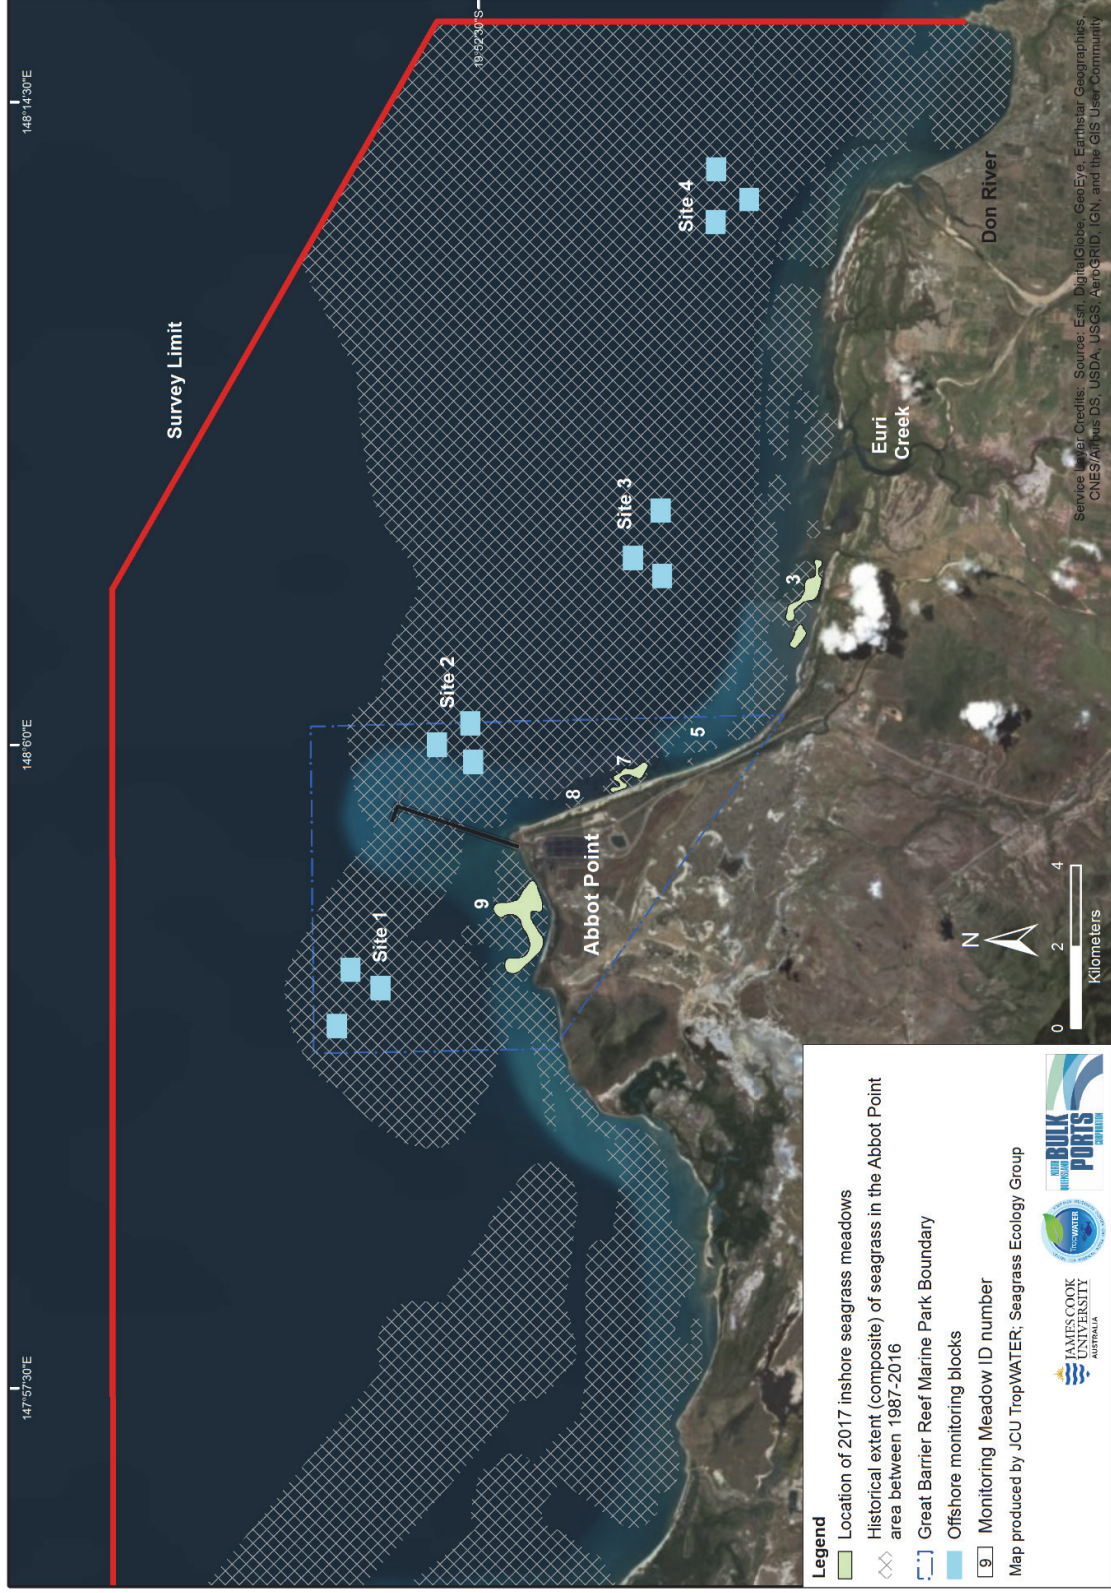 147°57'30"E
148°6'0"E
148°14'30"E
19°52'30"S
Survey Limit
Site 1
Site 2
Site 3
Site 4
9
8
7
5
3
Abbot Point
Euri
Creek
Don River
N
0 2 4
Kilometers
Legend
Location of 2017 inshore seagrass meadows
Historical extent (composite) of seagrass in the Abbot Point
area between 1987-2016
Great Barrier Reef Marine Park Boundary
Offshore monitoring blocks
9 Monitoring Meadow ID number
Map produced by JCU TropWATER; Seagrass Ecology Group
JAMES COOK
UNIVERSITY
AUSTRALIA
TropWATER
NORTH
QUEENSLAND
BULK
PORTS
CORPORATION
Service Layer Credits: Source: Esri, DigitalGlobe, GeoEye, Earthstar Geographics,
CNES/Airbus DS, USDA, USGS, AeroGRID, IGN, and the GIS User Community